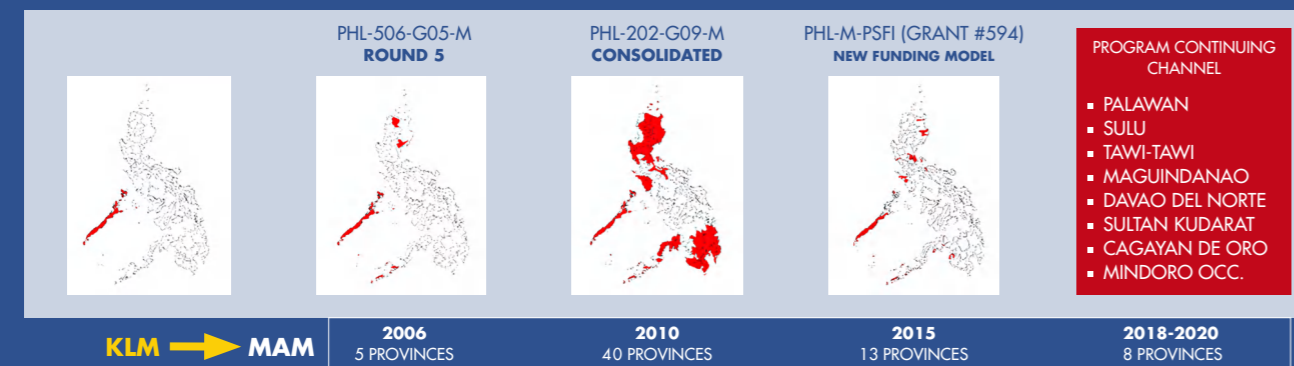 PHL-506-G05-M
ROUND 5
PHL-202-G09-M
CONSOLIDATED
PHL-M-PSFI (GRANT #594)
NEW FUNDING MODEL
PROGRAM CONTINUING
CHANNEL
▪ PALAWAN
▪ SULU
▪ TAWI-TAWI
▪ MAGUINDANAO
▪ DAVAO DEL NORTE
▪ SULTAN KUDARAT
▪ CAGAYAN DE ORO
▪ MINDORO OCC.
KLM MAM
2006
5 PROVINCES
2010
40 PROVINCES
2015
13 PROVINCES
2018-2020
8 PROVINCES